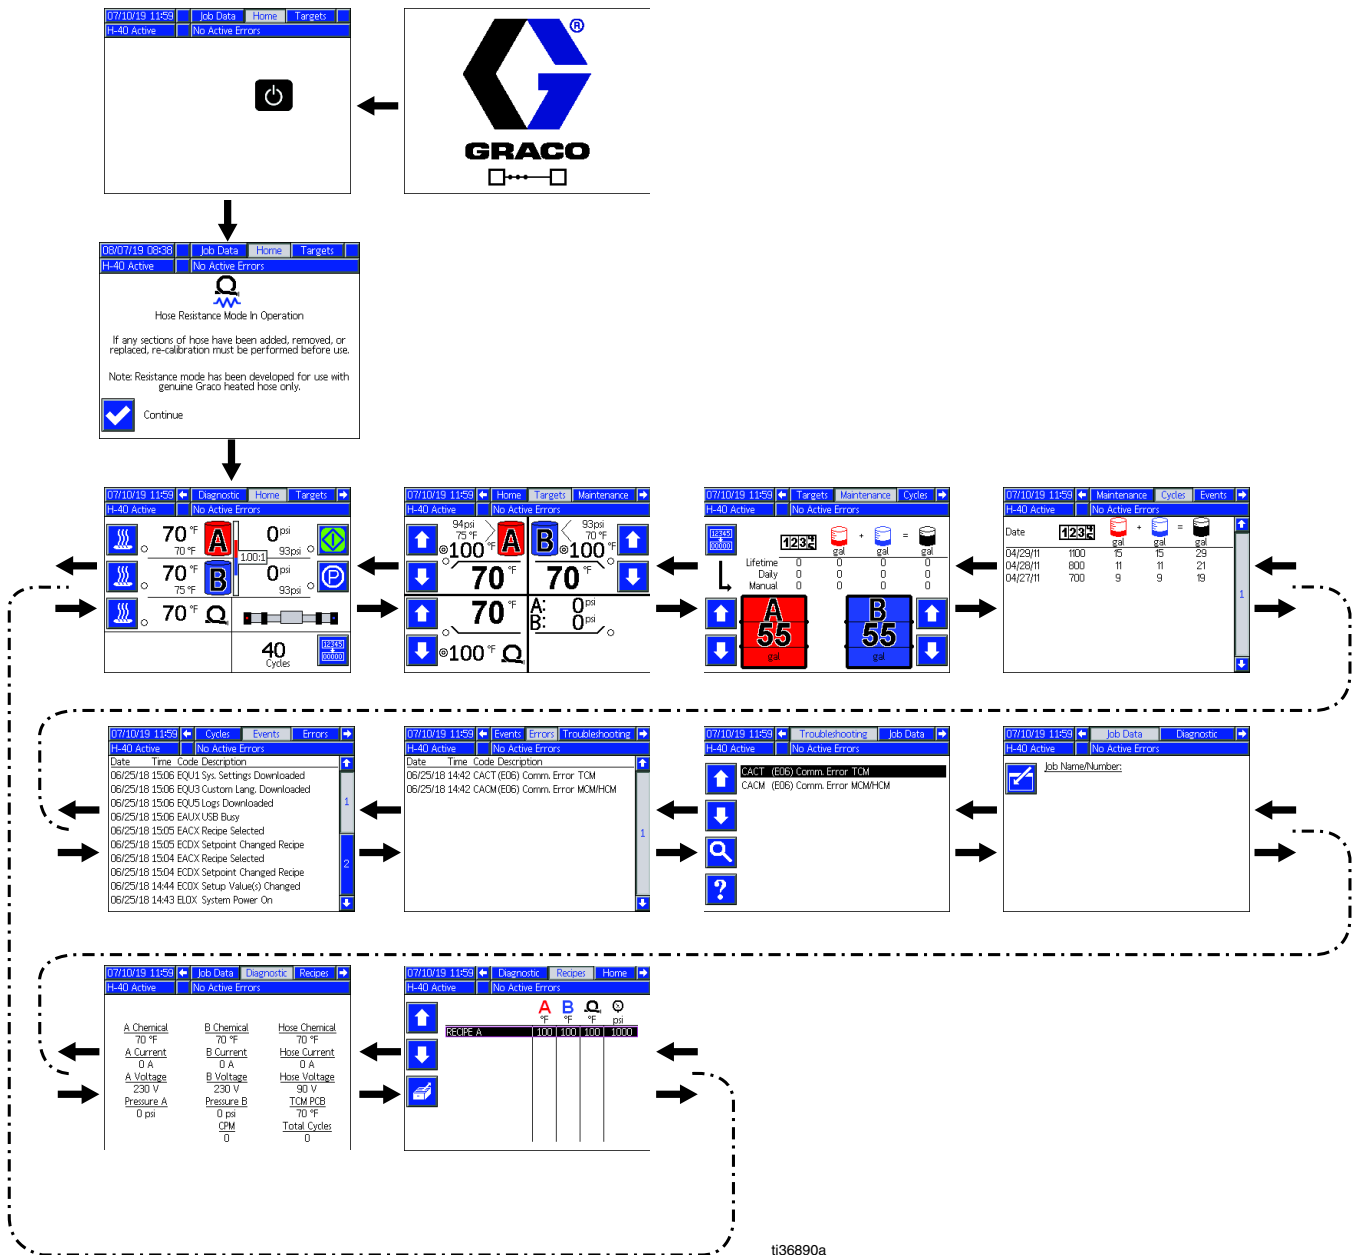 07/10/19 11:59 Job Data Home Targets
H-40 Active No Active Errors
®
GRACO
08/07/19 08:38 Job Data Home Targets
H-40 Active No Active Errors
Hose Resistance Mode In Operation
If any sections of hose have been added, removed, or
replaced, re-calibration must be performed before use.
Note: Resistance mode has been developed for use with
genuine Graco heated hose only.
Continue
07/10/19 11:59 Diagnostic Home Targets
H-40 Active No Active Errors
70 °F A 0 psi
70 °F 93psi
1.00:1
70 °F B 0 psi
75 °F 93psi
70 °F
40
Cycles
12345
00000
07/10/19 11:59 Home Targets Maintenance
H-40 Active No Active Errors
94psi 93psi
75 °F 70 °F
100 °F A B 100 °F
70 °F 70 °F
70 °F A: 0 psi
B: 0 psi
100 °F
07/10/19 11:59 Targets Maintenance Cycles
H-40 Active No Active Errors
12345
00000
1234 + =
gal gal gal
Lifetime 0 0 0 0
Daily 0 0 0 0
Manual 0 0 0 0
A B
55 55
gal gal
07/10/19 11:59 Maintenance Cycles Events
H-40 Active No Active Errors
Date 1234 + =
gal gal gal
04/29/11 1100 15 15 29
04/28/11 800 11 11 21
04/27/11 700 9 9 19
1
07/10/19 11:59 Cycles Events Errors
H-40 Active No Active Errors
Date Time Code Description
06/25/18 15:06 EQU1 Sys. Settings Downloaded
06/25/18 15:06 EQU3 Custom Lang. Downloaded
06/25/18 15:06 EQU5 Logs Downloaded
06/25/18 15:06 EAUX USB Busy
06/25/18 15:05 EACX Recipe Selected
06/25/18 15:05 ECDX Setpoint Changed Recipe
06/25/18 15:04 EACX Recipe Selected
06/25/18 15:04 ECDX Setpoint Changed Recipe
06/25/18 14:44 EC0X Setup Value(s) Changed
06/25/18 14:43 EL0X System Power On
1
2
07/10/19 11:59 Events Errors Troubleshooting
H-40 Active No Active Errors
Date Time Code Description
06/25/18 14:42 CACT (E06) Comm. Error TCM
06/25/18 14:42 CACM (E06) Comm. Error MCM/HCM
1
07/10/19 11:59 Troubleshooting Job Data
H-40 Active No Active Errors
CACT (E06) Comm. Error TCM
CACM (E06) Comm. Error MCM/HCM
?
07/10/19 11:59 Job Data Diagnostic
H-40 Active No Active Errors
Job Name/Number:
07/10/19 11:59 Job Data Diagnostic Recipes
H-40 Active No Active Errors
A Chemical B Chemical Hose Chemical
70 °F 70 °F 70 °F
A Current B Current Hose Current
0 A 0 A 0 A
A Voltage B Voltage Hose Voltage
230 V 230 V 90 V
Pressure A Pressure B TCM PCB
0 psi 0 psi 70 °F
CPM Total Cycles
0 0
07/10/19 11:59 Diagnostic Recipes Home
H-40 Active No Active Errors
A B
°F °F °F psi
RECIPE A 100 100 100 1000
ti36890a